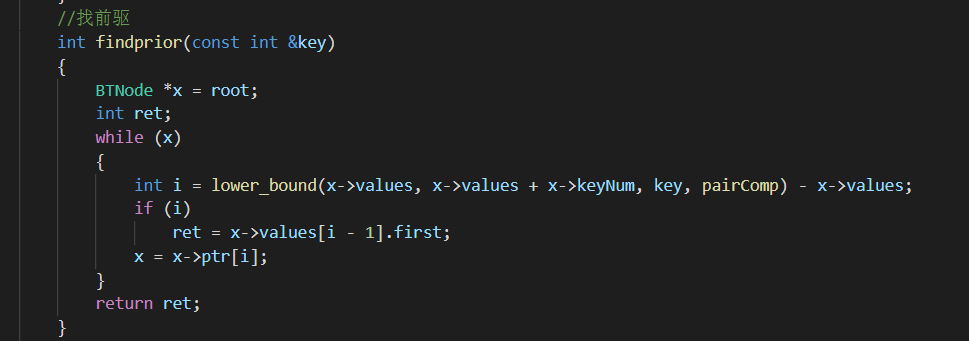 //找前驱
int findprior(const int &key)
{
BTNode *x = root;
int ret;
while (x)
{
int i = lower_bound(x->values, x->values + x->keyNum, key, pairComp) - x->values;
if (i)
ret = x->values[i - 1].first;
x = x->ptr[i];
}
return ret;
}